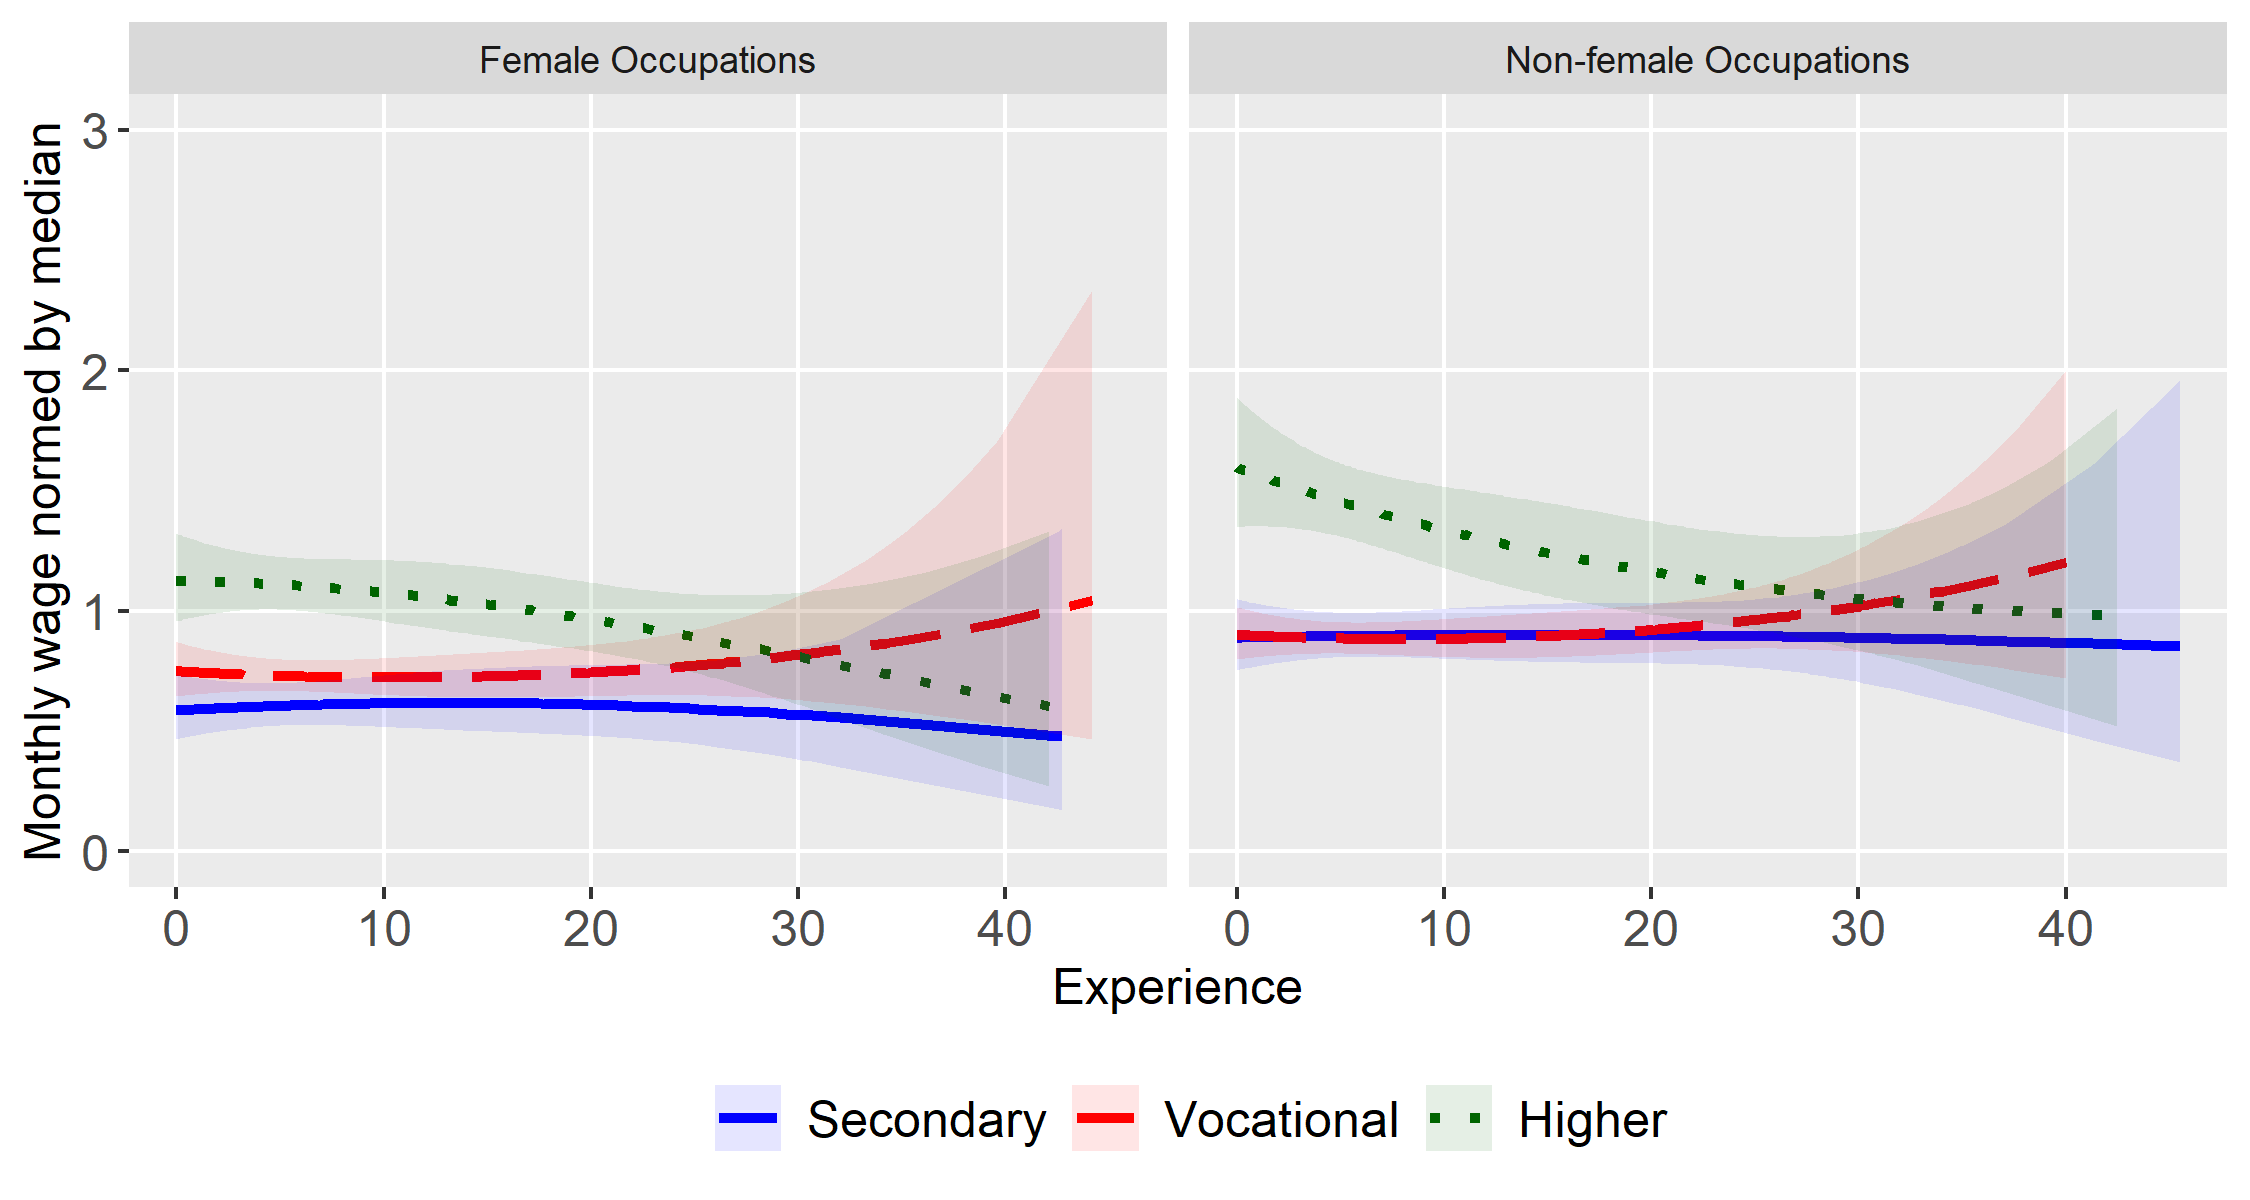 Female Occupations
Non-female Occupations
Monthly wage normed by median
3
2
1
0
0 10 20 30 40
0 10 20 30 40
Experience
Secondary Vocational Higher